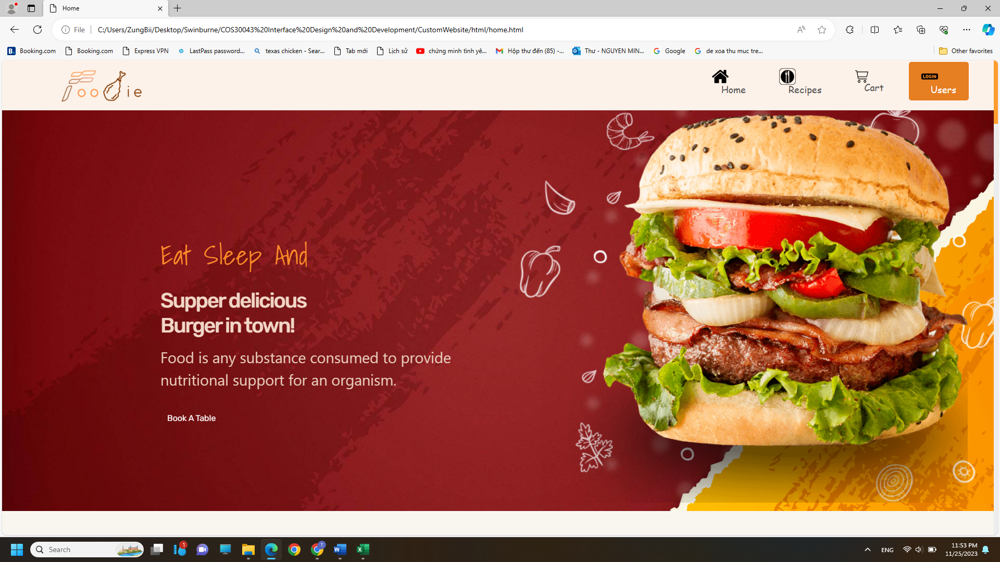 Home
File
C:/Users/ZungBii/Desktop/Swinburne/COS30043%20Interface%20Design%20and%20Development/CustomWebsite/html/home.html
B. Booking.com
Booking.com
Express VPN
LastPass password...
texas chicken - Sear...
Tab mới
Lịch sử
chứng minh tình yê...
Hộp thư đến (85) -...
Thư - NGUYEN MIN...
Google
de xoa thu muc tre...
Other favorites
Foodie
Home
Recipes
Cart
LOGIN
Users
Eat Sleep And
Supper delicious
Burger in town!
Food is any substance consumed to provide
nutritional support for an organism.
Book A Table
Search
1
T
W
X
ENG
11:53 PM
11/25/2023